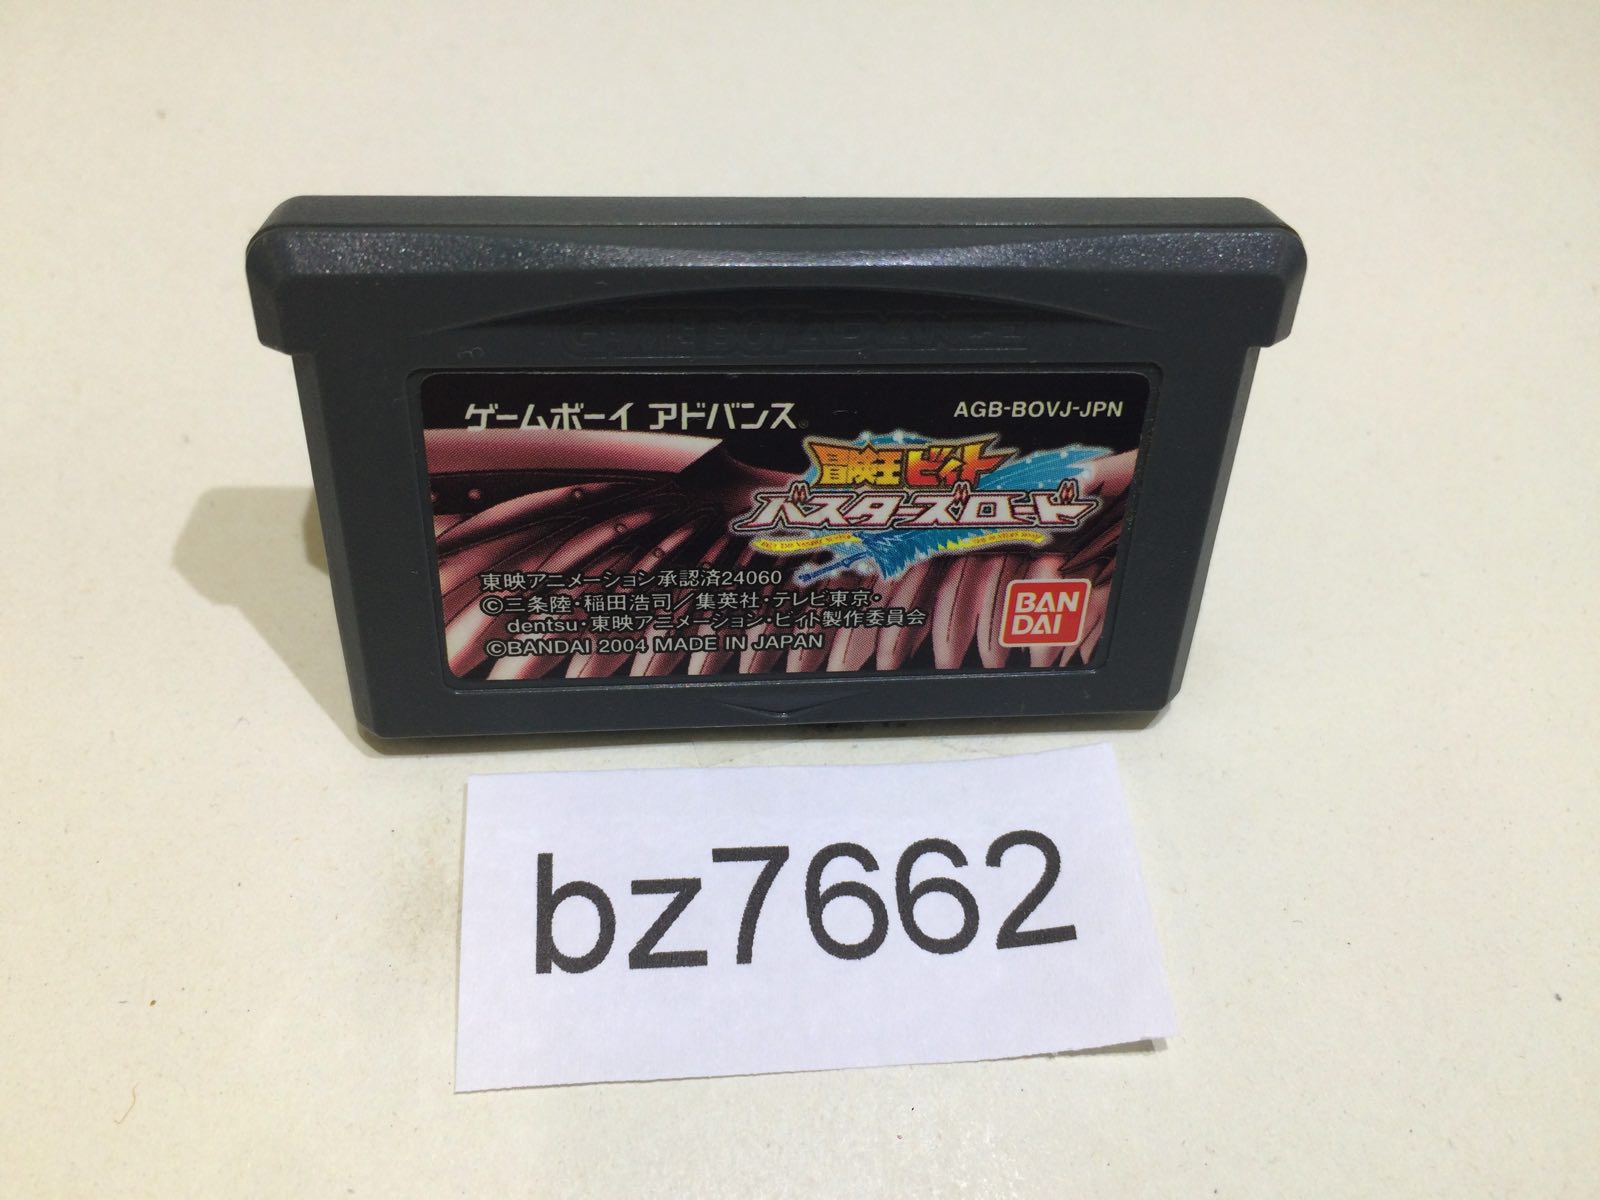 GAME BOY ADVANCE
ゲームボーイ アドバンス®
AGB-BOVJ-JPN
冒険王ビィト
バスターズロード
東映アニメーション承認済24060
©三条陸・稲田浩司／集英社・テレビ東京・
dentsu・東映アニメーション・ビィト製作委員会
©BANDAI 2004 MADE IN JAPAN
BAN
DAI
bz7662